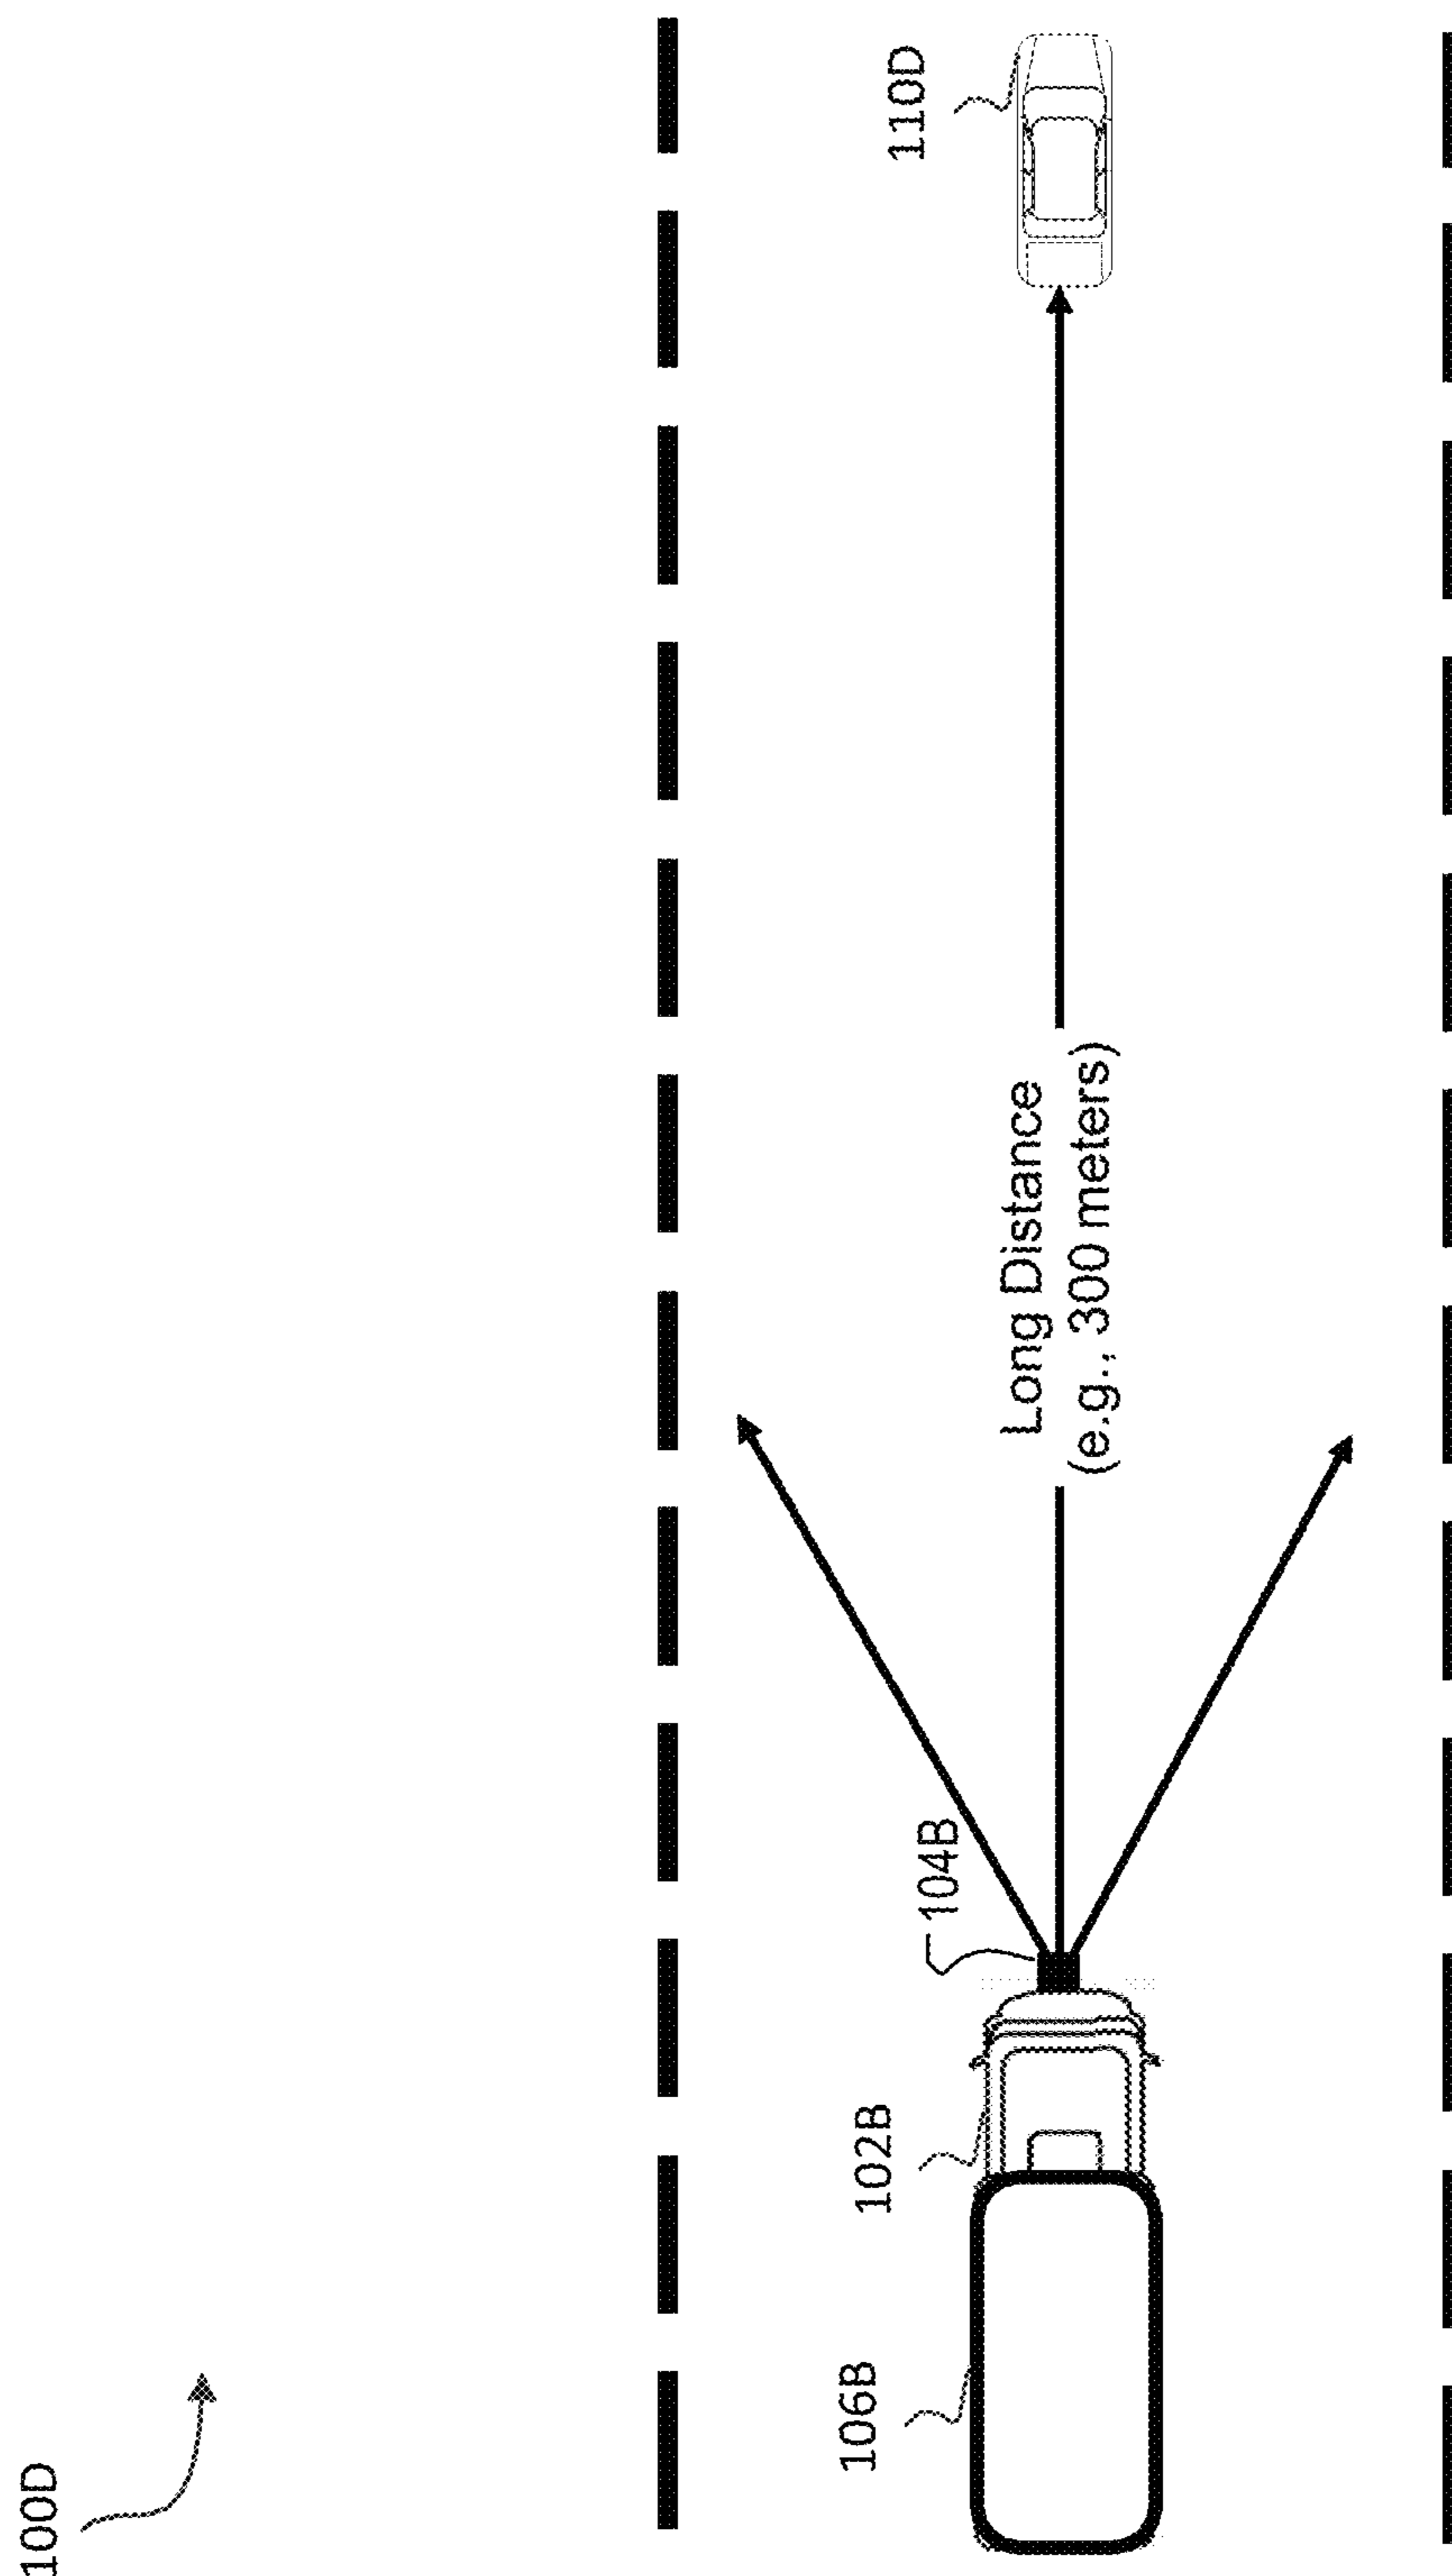 100D
106B
102B
104B
Long Distance
(e.g., 300 meters)
110D